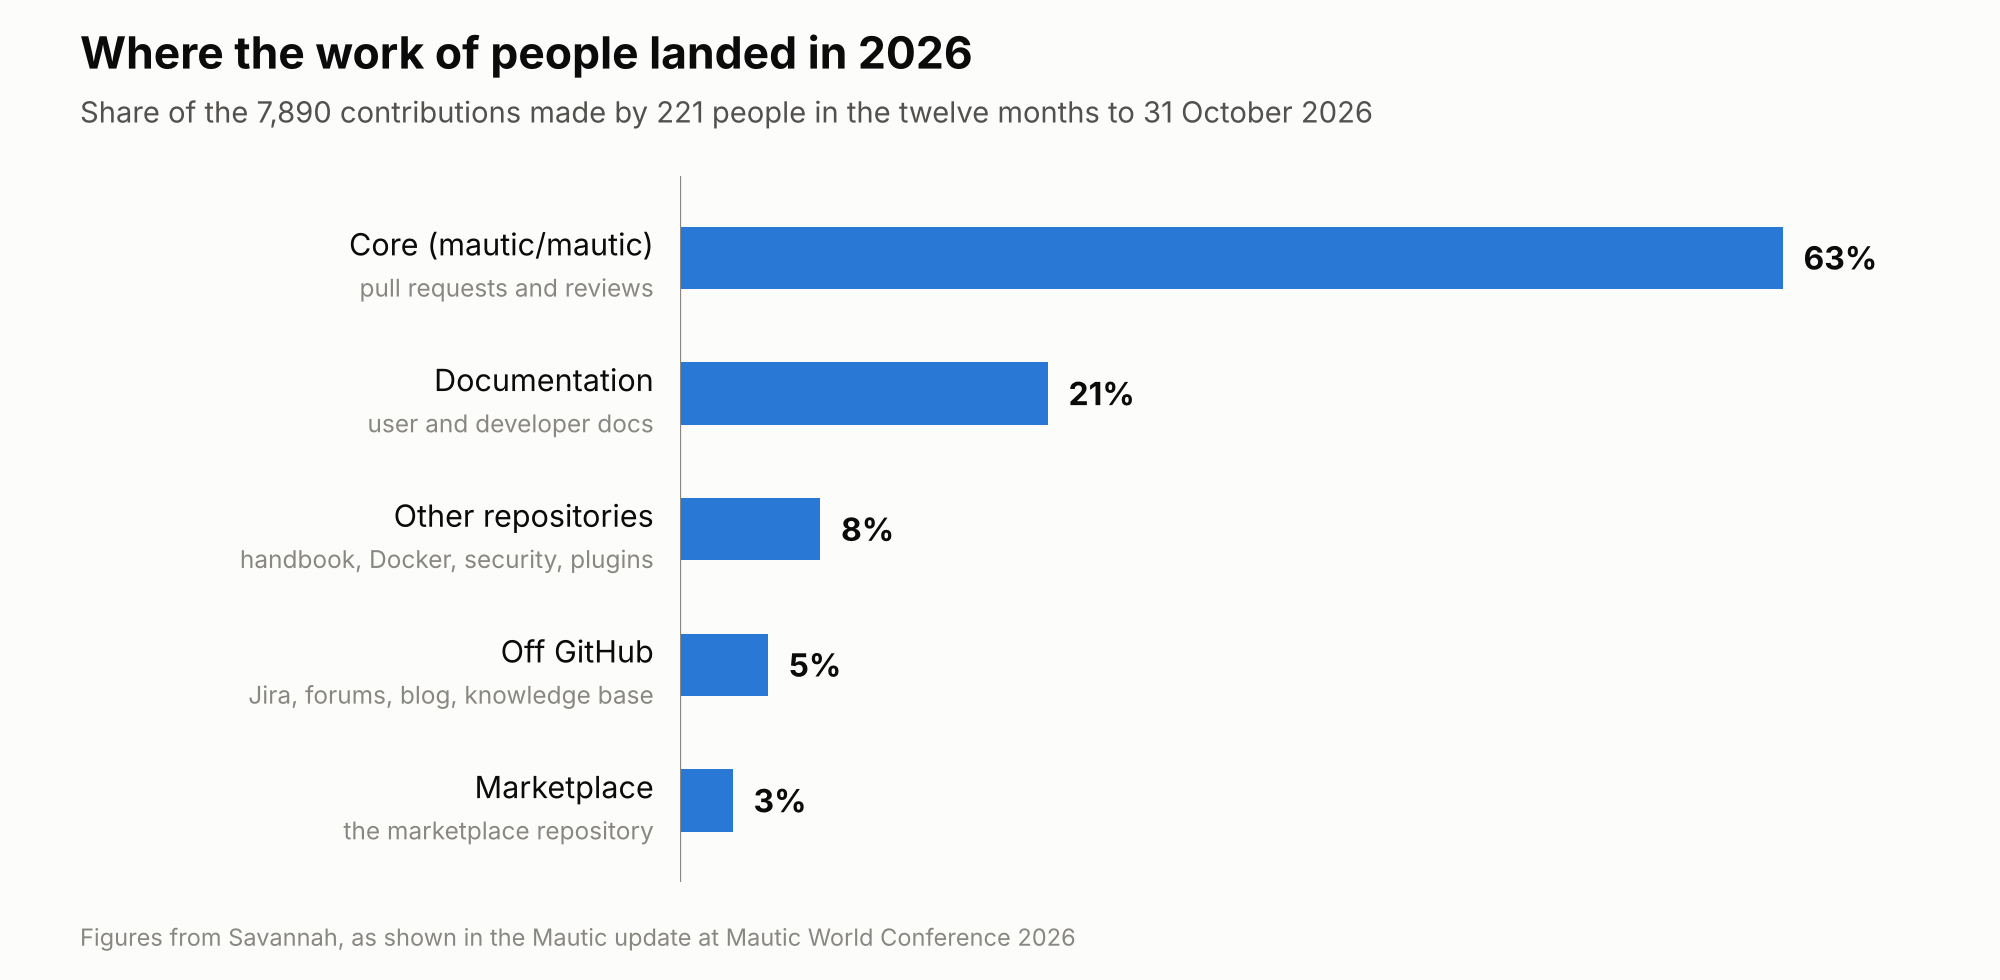 Where the work of people landed in 2026
Share of the 7,890 contributions made by 221 people in the twelve months to 31 October 2026
Core (mautic/mautic)
pull requests and reviews
63%
Documentation
user and developer docs
21%
Other repositories
handbook, Docker, security, plugins
8%
Off GitHub
Jira, forums, blog, knowledge base
5%
Marketplace
the marketplace repository
3%
Figures from Savannah, as shown in the Mautic update at Mautic World Conference 2026